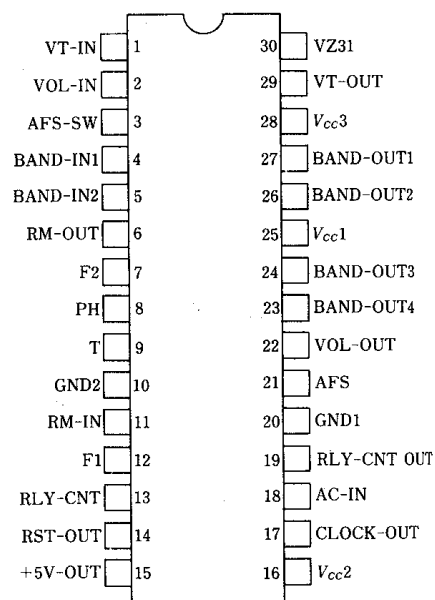 VT-IN 1 30 VZ31
VOL-IN 2 29 VT-OUT
AFS-SW 3 28 Vcc3
BAND-IN1 4 27 BAND-OUT1
BAND-IN2 5 26 BAND-OUT2
RM-OUT 6 25 Vcc1
F2 7 24 BAND-OUT3
PH 8 23 BAND-OUT4
T 9 22 VOL-OUT
GND2 10 21 AFS
RM-IN 11 20 GND1
F1 12 19 RLY-CNT OUT
RLY-CNT 13 18 AC-IN
RST-OUT 14 17 CLOCK-OUT
+5V-OUT 15 16 Vcc2